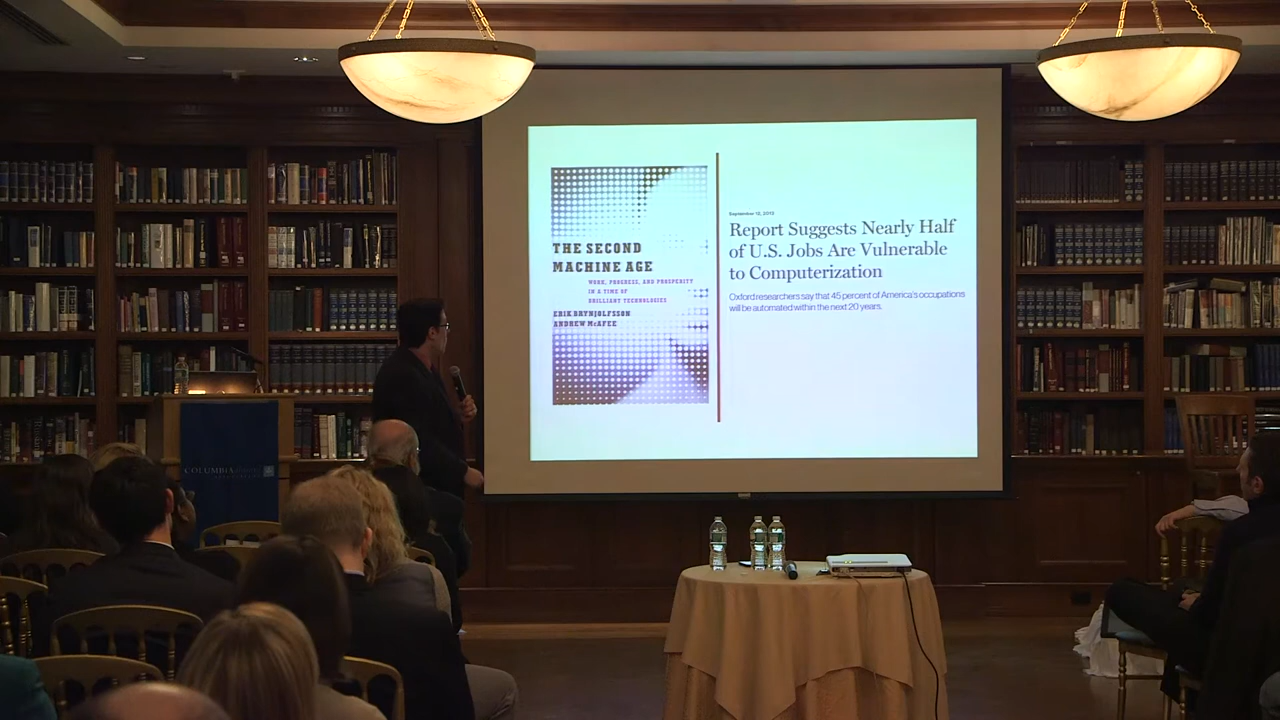 THE SECOND
MACHINE AGE
WORK, PROGRESS, AND PROSPERITY
IN A TIME OF
BRILLIANT TECHNOLOGIES
ERIK BRYNJOLFSSON
ANDREW McAFEE
September 12, 2013
Report Suggests Nearly Half
of U.S. Jobs Are Vulnerable
to Computerization
Oxford researchers say that 45 percent of America's occupations
will be automated within the next 20 years.
COLUMBIA